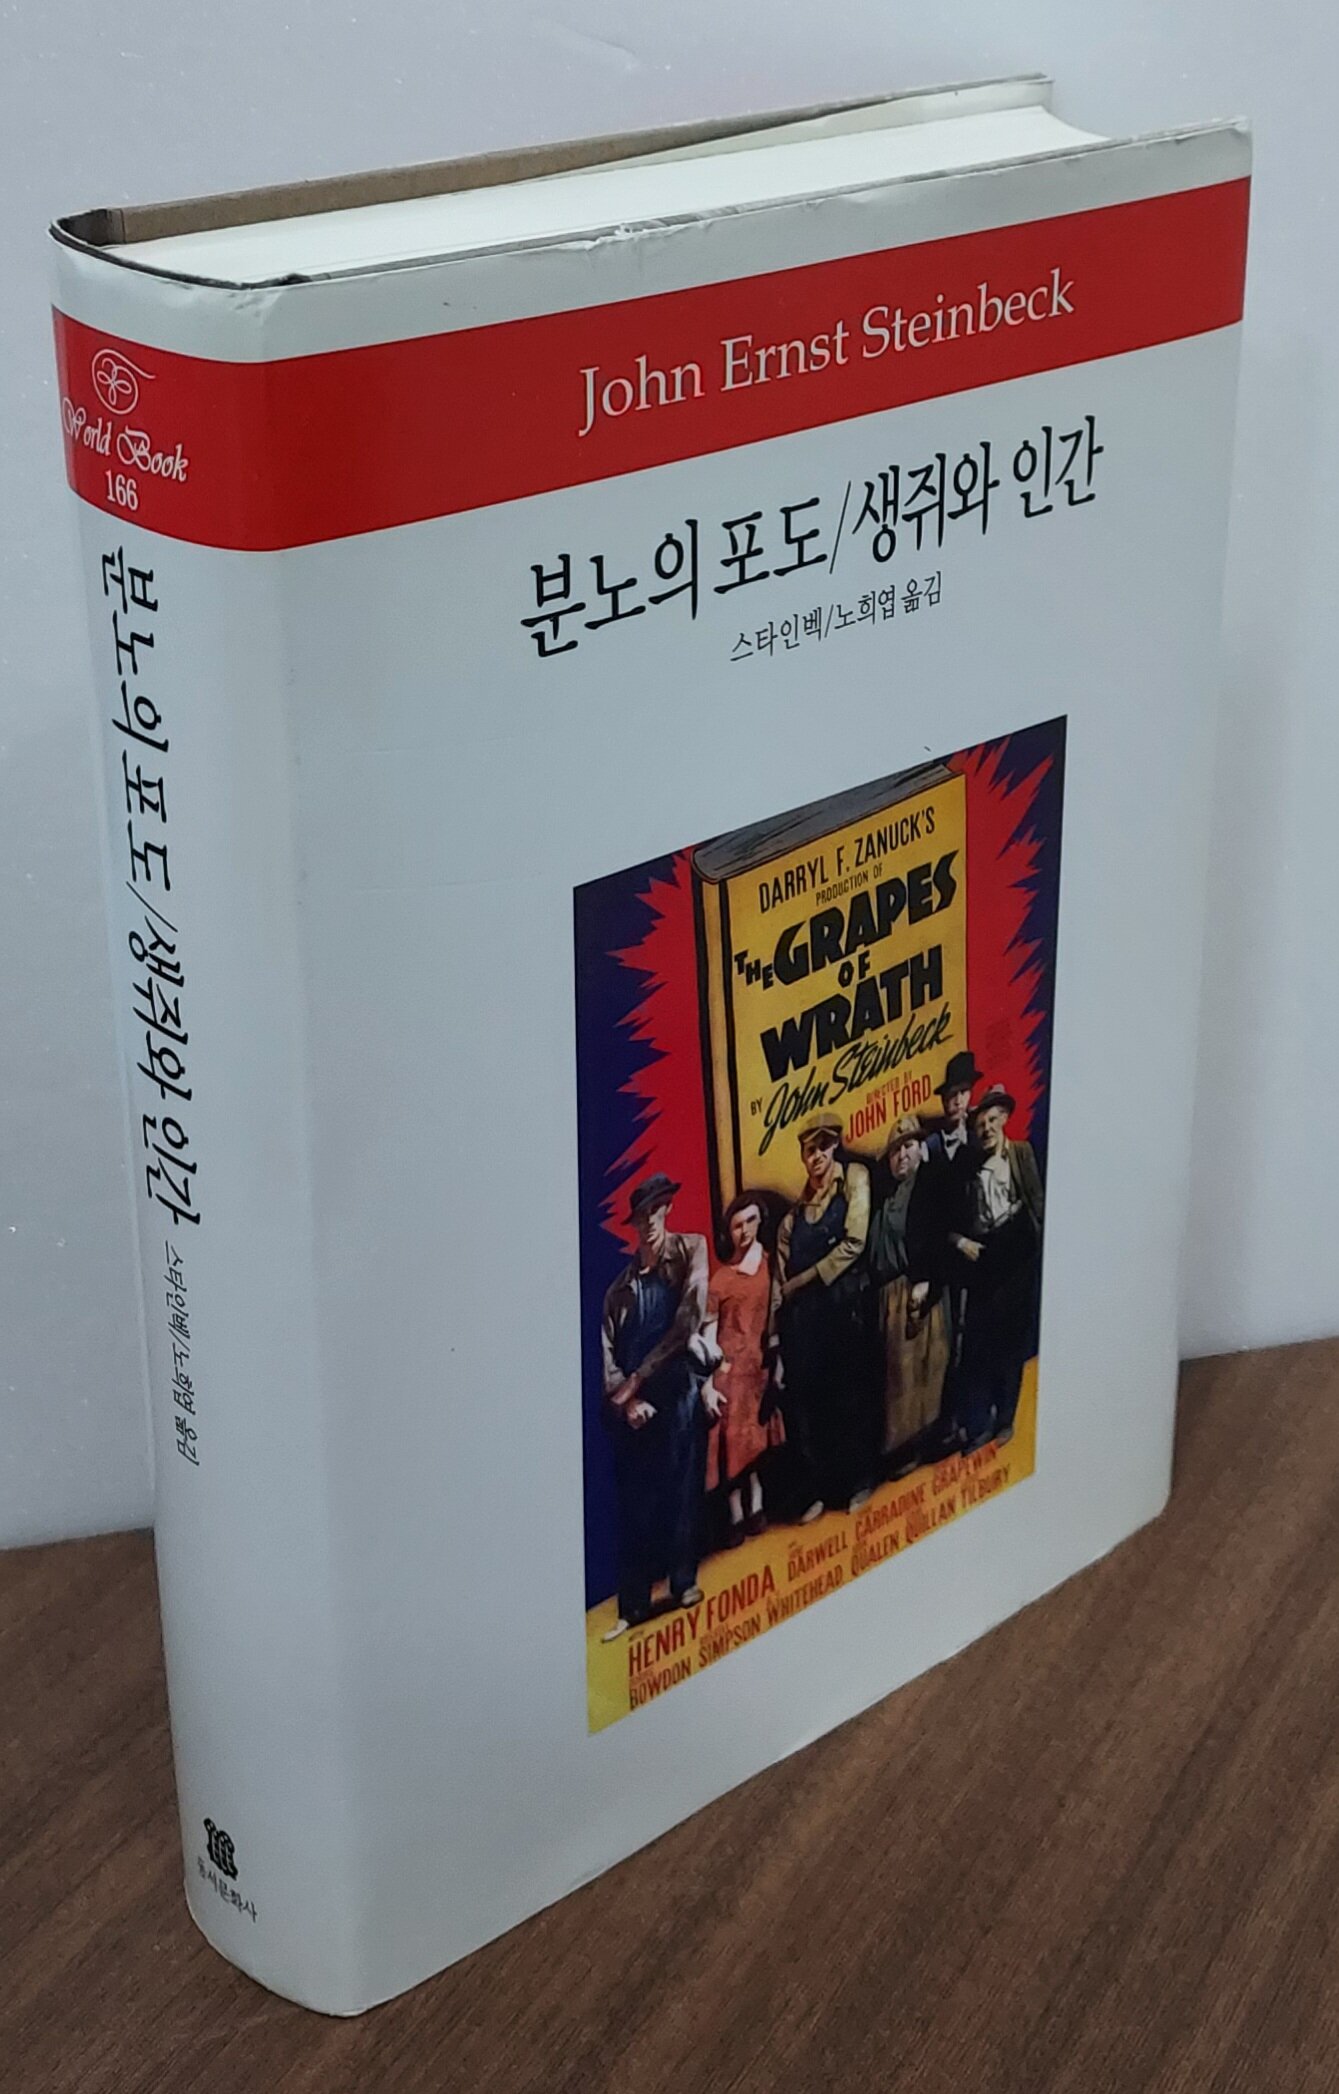 World Book
166
분노의 포도/생쥐와 인간
스타인벡/노희엽 옮김
동서문화사
John Ernst Steinbeck
분노의 포도/생쥐와 인간
스타인벡/노희엽 옮김
DARRYL F. ZANUCK'S
PRODUCTION OF
THE GRAPES
OF
WRATH
BY John Steinbeck
DIRECTED BY
JOHN FORD
HENRY FONDA DARWELL CARRADINE GRAPEWIN
BOWDON SIMPSON WHITEHEAD QUALEN QUILLAN TILBURY